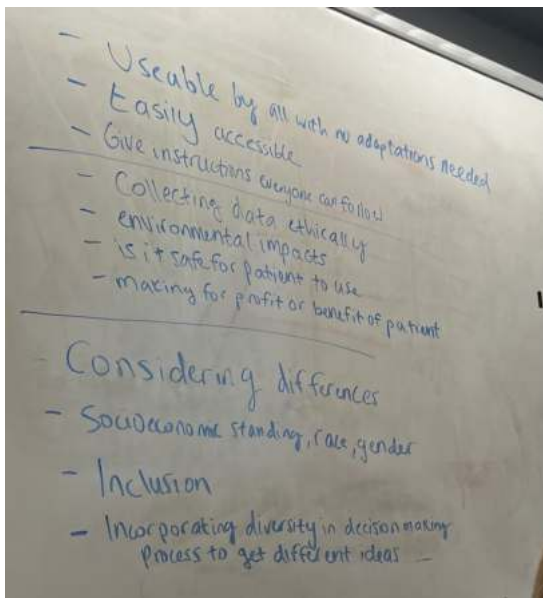 - Useable by all with no adaptations needed
- Easily accessible
- Give instructions everyone can follow
- Collecting data ethically
- environmental impacts
- is it safe for patient to use
- making for profit or benefit of patient
- Considering differences
- Socioeconomic standing, race, gender
- Inclusion
- Incorporating diversity in decison making
process to get different ideas